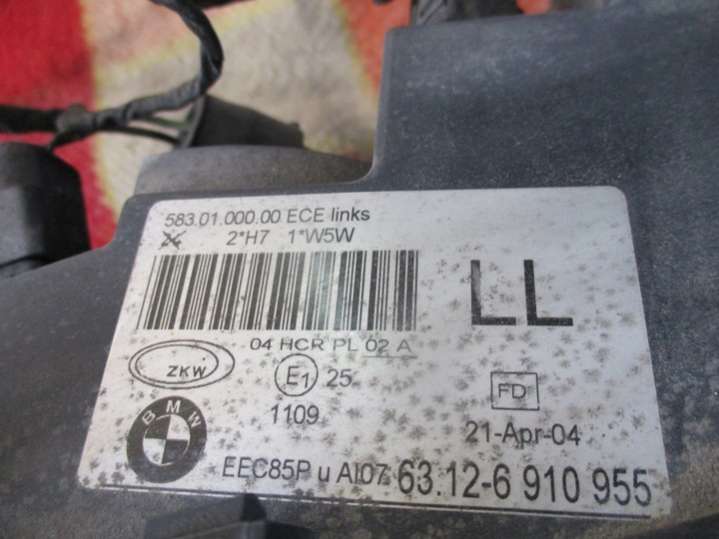 583.01.000.00 ECE links
2*H7 1*W5W
LL
04 HCR PL 02 A
ZKW
E1 25
1109
FD
21-Apr-04
BMW
EEC85P u AI07 63.12-6 910 955